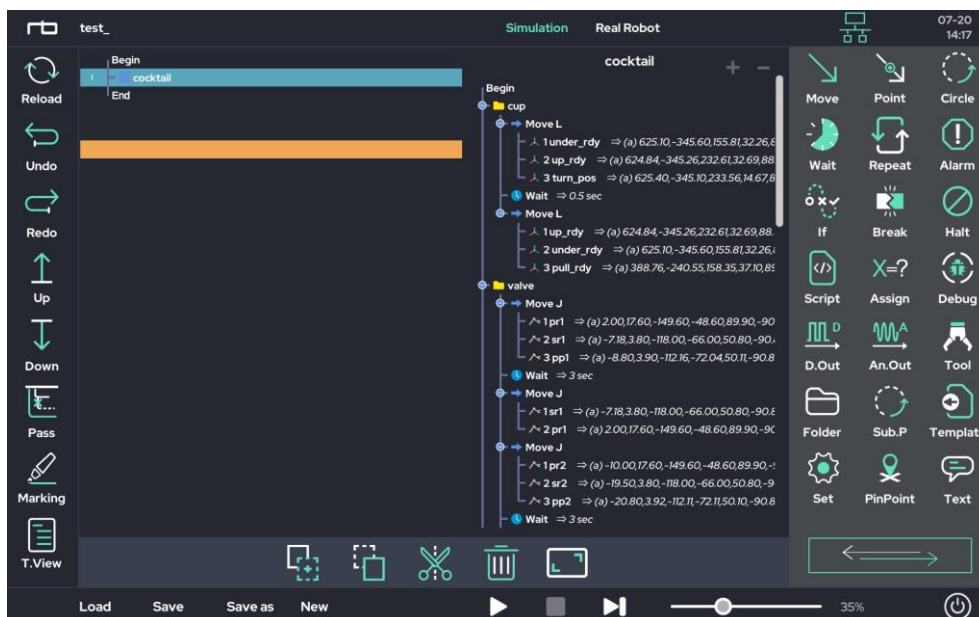 test_
Simulation
Real Robot
07-20
14:17
Reload
Undo
Redo
Up
Down
Pass
Marking
T.View
Begin
1 cocktail
End
cocktail
Begin
cup
Move L
1 under_rdy ⇒ (a) 625.10,-345.60,155.81,32.26,8
2 up_rdy ⇒ (a) 624.84,-345.26,232.61,32.69,88
3 turn_pos ⇒ (a) 625.40,-345.10,233.56,14.67,8
Wait ⇒ 0.5 sec
Move L
1 up_rdy ⇒ (a) 624.84,-345.26,232.61,32.69,88.
2 under_rdy ⇒ (a) 625.10,-345.60,155.81,32.26,
3 pull_rdy ⇒ (a) 388.76,-240.55,158.35,37.10,89
valve
Move J
1 pr1 ⇒ (a) 2.00,17.60,-149.60,-48.60,89.90,-90
2 sr1 ⇒ (a) -7.18,3.80,-118.00,-66.00,50.80,-90.
3 pp1 ⇒ (a) -8.80,3.90,-112.16,-72.04,50.11,-90.8
Wait ⇒ 3 sec
Move J
1 sr1 ⇒ (a) -7.18,3.80,-118.00,-66.00,50.80,-90.8
2 pr1 ⇒ (a) 2.00,17.60,-149.60,-48.60,89.90,-90
Move J
1 pr2 ⇒ (a) -10.00,17.60,-149.60,-48.60,89.90,-
2 sr2 ⇒ (a) -19.50,3.80,-118.00,-66.00,50.80,-9
3 pp2 ⇒ (a) -20.80,3.92,-112.11,-72.11,50.10,-90.8
Wait ⇒ 3 sec
Move
Point
Circle
Wait
Repeat
Alarm
If
Break
Halt
Script
X=?
Assign
Debug
D
D.Out
A
An.Out
Tool
Folder
Sub.P
Templat
Set
PinPoint
Text
Load
Save
Save as
New
35%